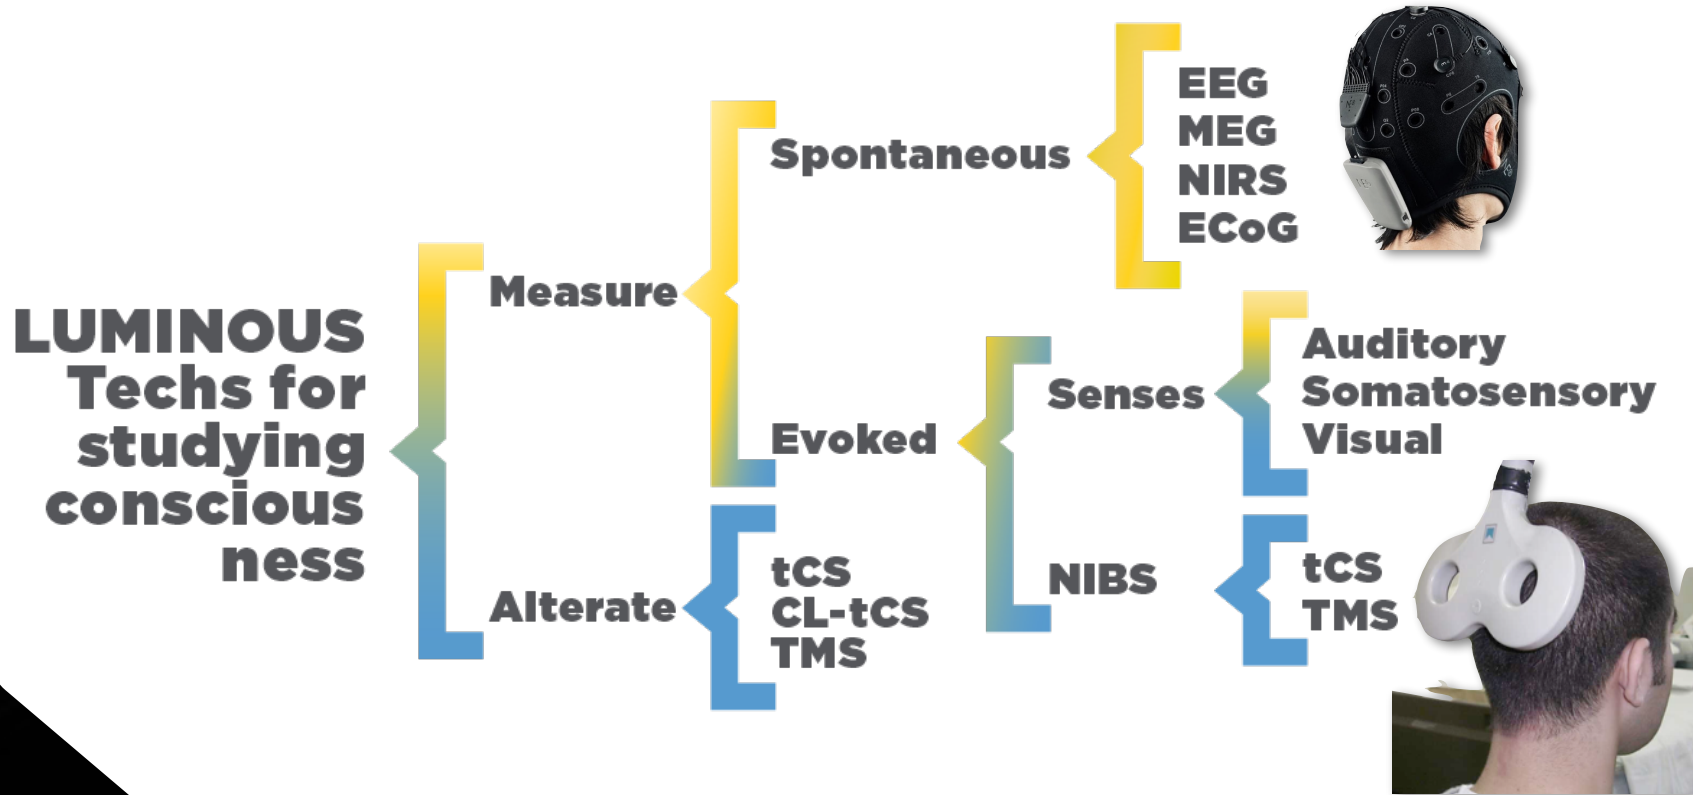 LUMINOUS
Techs for
studying
conscious
ness
Measure
Spontaneous
EEG
MEG
NIRS
ECoG
Evoked
Senses
Auditory
Somatosensory
Visual
NIBS
tCS
TMS
Alterate
tCS
CL-tCS
TMS